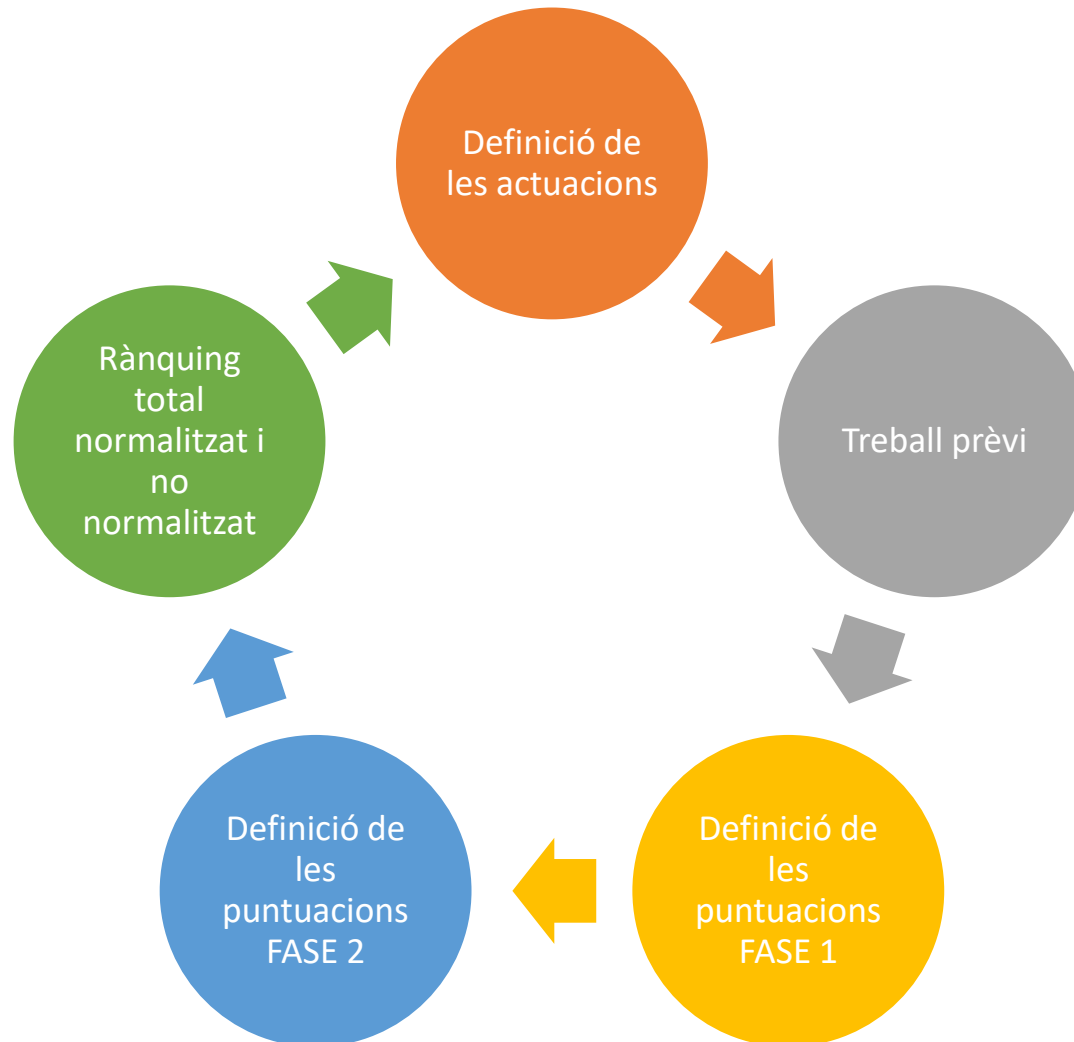 Definició de
les actuacions
Treball prèvi
Definició de
les
puntuacions
FASE 1
Definició de
les
puntuacions
FASE 2
Rànquing
total
normalitzat i
no
normalitzat